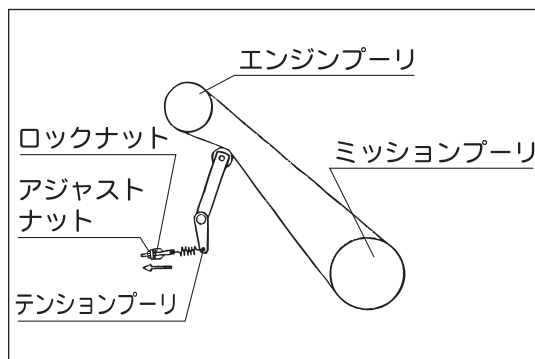 エンジンプーリ
ロックナット
ミッションプーリ
アジャスト
ナット
テンションプーリ